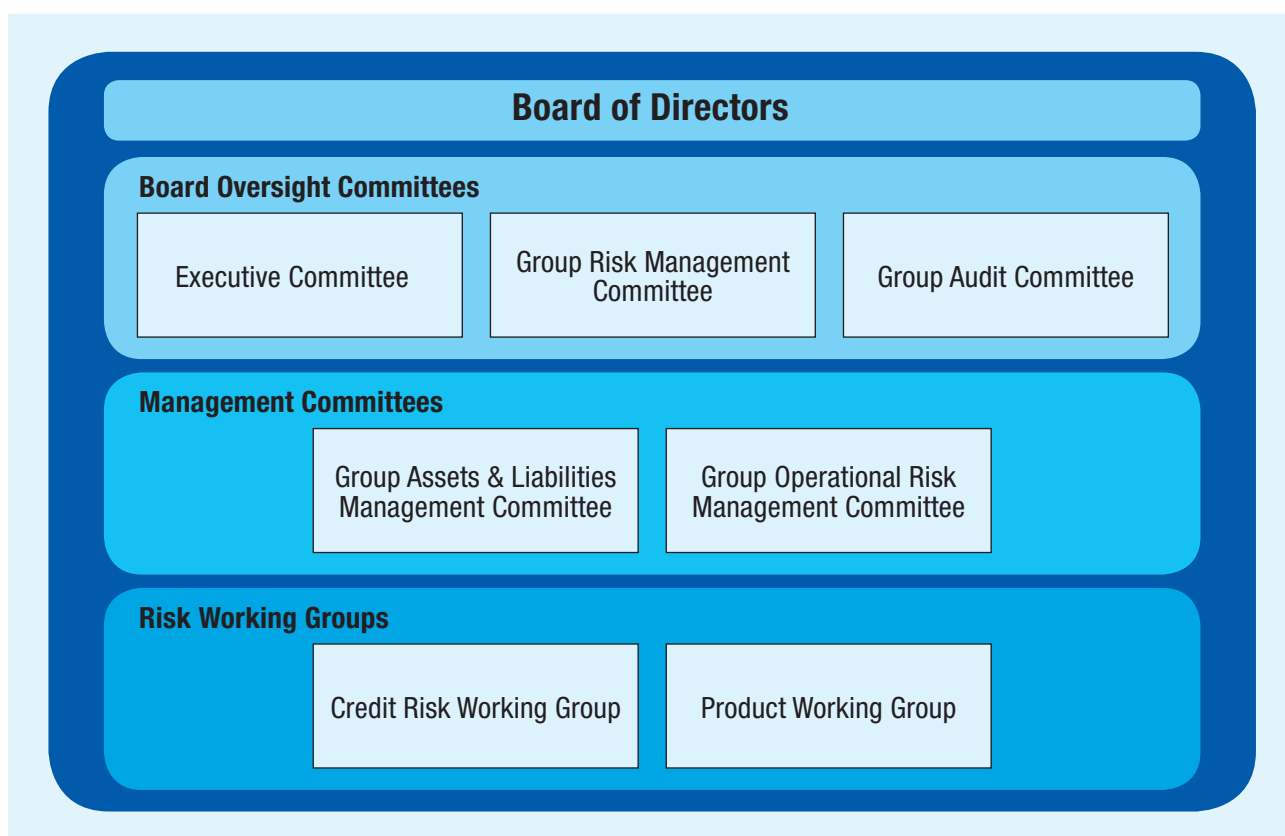 Board of Directors
Board Oversight Committees
Executive Committee
Group Risk Management
Committee
Group Audit Committee
Management Committees
Group Assets & Liabilities
Management Committee
Group Operational Risk
Management Committee
Risk Working Groups
Credit Risk Working Group
Product Working Group